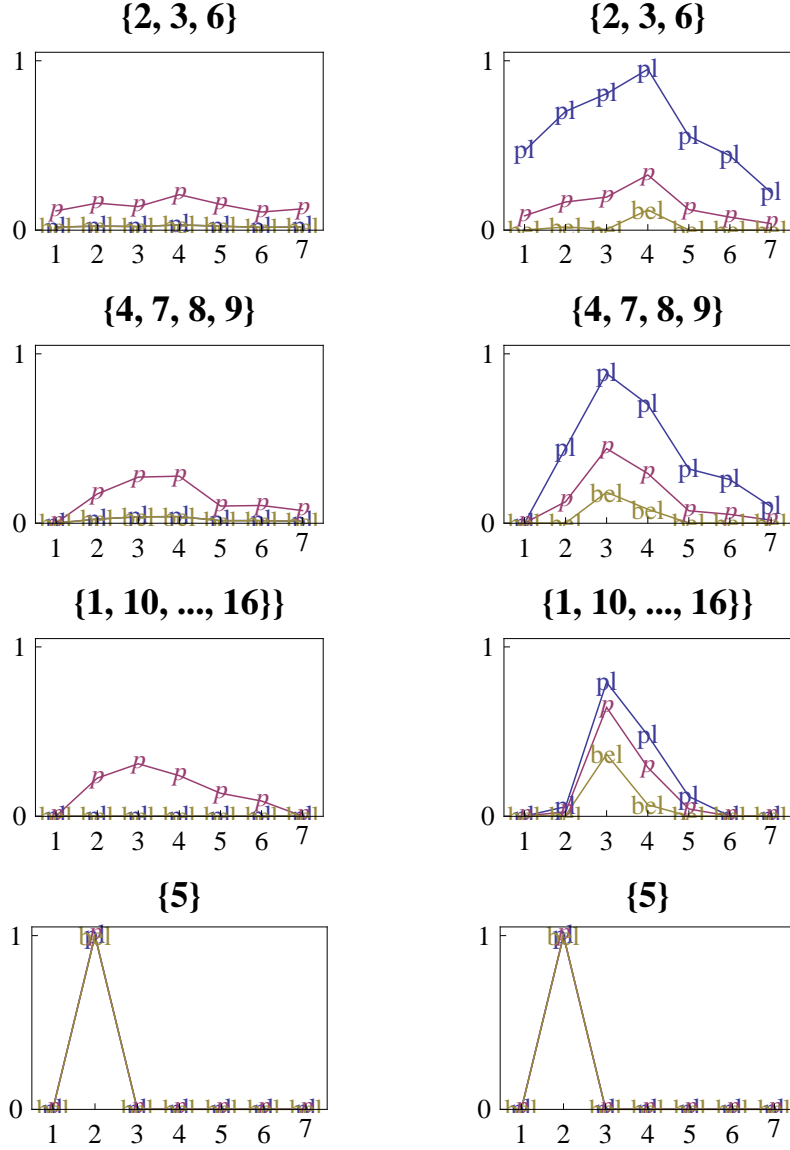 {2, 3, 6} {2, 3, 6}
1 1
pl pl pl pl pl pl pl
p p p p p p p p p p p p p p
bel
0 0
1 2 3 4 5 6 7 1 2 3 4 5 6 7
{4, 7, 8, 9} {4, 7, 8, 9}
1 1
pl pl pl pl pl pl
p p p p p p p p p p p p
bel bel
0 0
1 2 3 4 5 6 7 1 2 3 4 5 6 7
{1, 10, ..., 16}} {1, 10, ..., 16}}
1 1
pl pl pl
p p p p p p p p
bel bel
0 0
1 2 3 4 5 6 7 1 2 3 4 5 6 7
{5} {5}
1 1
0 0
1 2 3 4 5 6 7 1 2 3 4 5 6 7